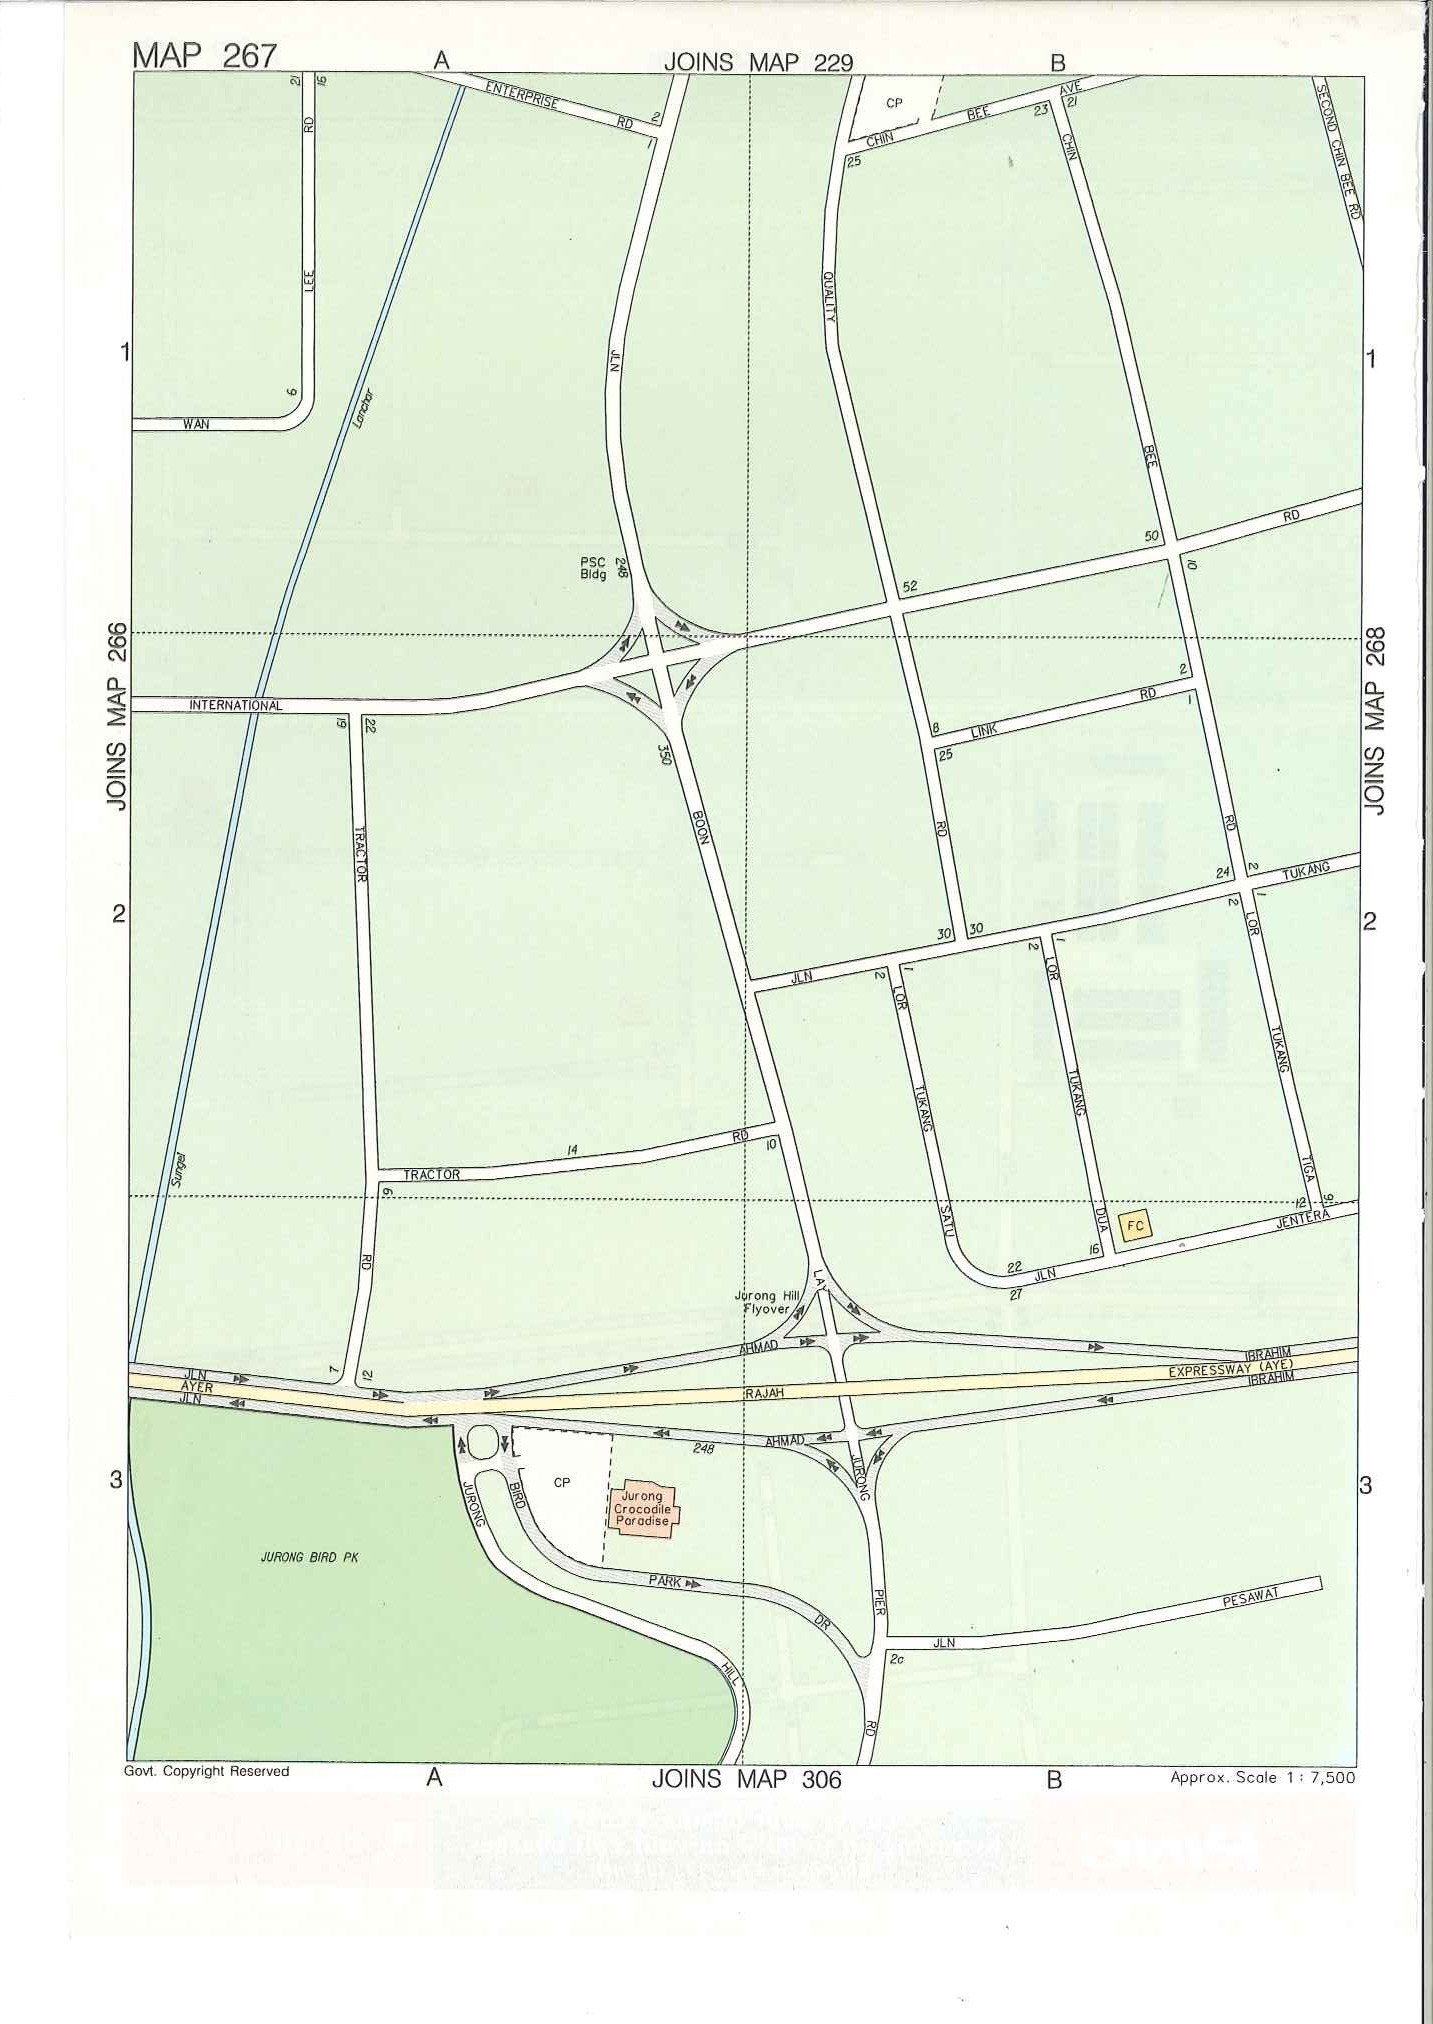 MAP 267
A
JOINS MAP 229
B
21
16
RD
LEE
6
WAN
ENTERPRISE
RD
2
1
CP
CHIN
BEE
AVE
23
21
25
CHIN
BEE
RD
SECOND CHIN BEE RD
QUALITY
JLN
1
1
Lanchar
PSC
Bldg
248
52
50
10
RD
JOINS MAP 266
JOINS MAP 268
INTERNATIONAL
19
22
350
8
LINK
RD
2
1
25
TRACTOR
BOON
RD
2
2
24
2
TUKANG
2
1
30
30
JLN
2
1
LOR
2
1
LOR
LOR
TUKANG
TUKANG
TUKANG
SATU
DUA
TIGA
14
RD
10
TRACTOR
9
RD
Sungei
FC
12
9
JENTERA
16
22
JLN
27
LAY
Jurong Hill
Flyover
7
12
JLN
AYER
JLN
AHMAD
RAJAH
IBRAHIM
EXPRESSWAY (AYE)
IBRAHIM
AHMAD
248
3
3
JURONG
BIRD
CP
Jurong
Crocodile
Paradise
JURONG
JURONG BIRD PK
PARK
DR
PIER
PESAWAT
JLN
2c
HILL
RD
Govt. Copyright Reserved
A
JOINS MAP 306
B
Approx. Scale 1 : 7,500